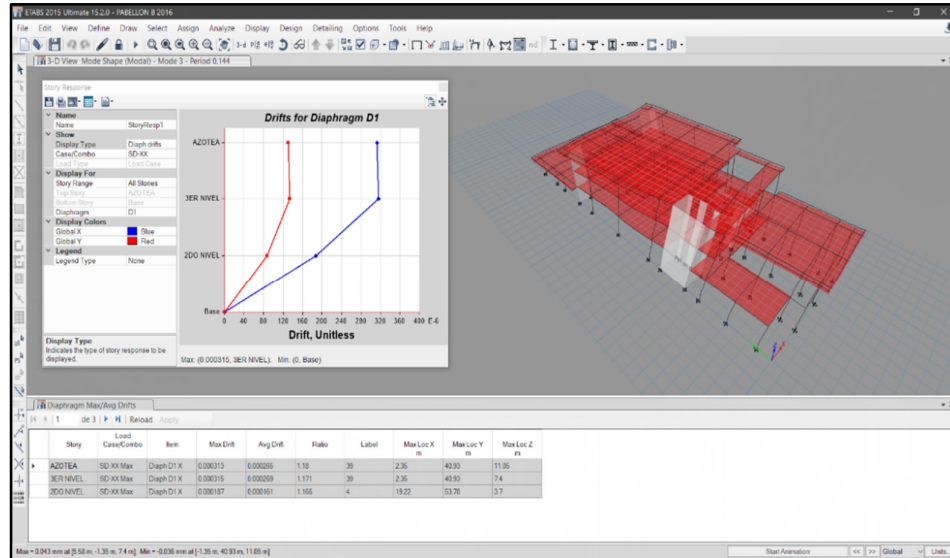 ETABS 2015 Ultimate 15.2.0 - PABELLON B 2016
File Edit View Define Draw Select Assign Analyze Display Design Detailing Options Tools Help
3-D View Mode Shape (Modal) - Mode 3 - Period 0.144
Story Response
Name
Name StoryResp1
Show
Display Type Diaph drifts
Case/Combo SD-XX
Load Type Load Case
Display For
Story Range All Stories
Top Story AZOTEA
Bottom Story Base
Diaphragm D1
Display Colors
Global X Blue
Global Y Red
Legend
Legend Type None
Display Type
Indicates the type of story response to be
displayed.
Drifts for Diaphragm D1
AZOTEA
3ER NIVEL
2DO NIVEL
Base
0 40 80 120 160 200 240 280 320 360 400 E-6
Drift, Unitless
Max: (0.000315, 3ER NIVEL); Min: (0, Base)
Diaphragm Max/Avg Drifts
1 de 3 Reload Apply
Story Load Case/Combo Item Max Drift Avg Drift Ratio Label Max Loc X m Max Loc Y m Max Loc Z m
AZOTEA SD-XX Max Diaph D1 X 0.000313 0.000265 1.18 39 2.35 40.93 11.05
3ER NIVEL SD-XX Max Diaph D1 X 0.000315 0.000269 1.171 39 2.35 40.93 7.4
2DO NIVEL SD-XX Max Diaph D1 X 0.000187 0.000161 1.166 4 19.22 53.78 3.7
Max = 0.043 mm at [5.58 m, -1.35 m, 7.4 m], Min = -0.036 mm at [-1.35 m, 40.93 m, 11.05 m]
Start Animation << >> Global Units...